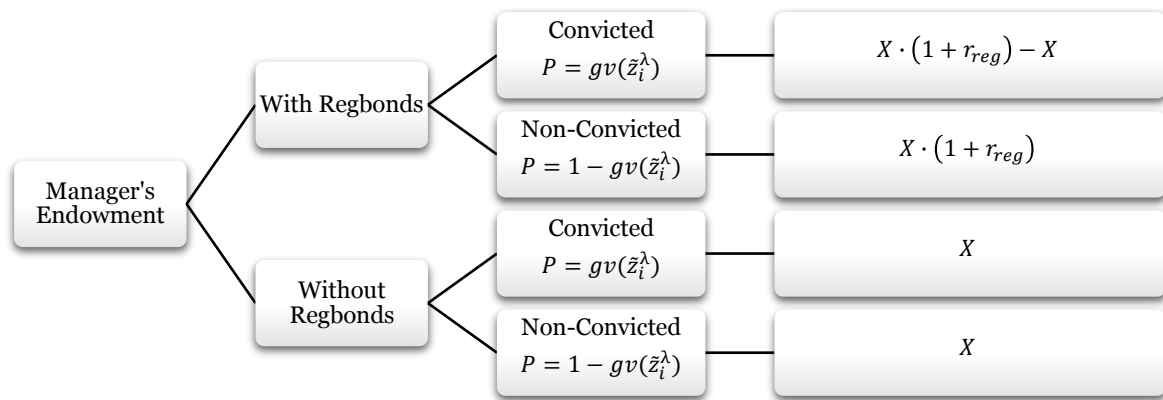 Manager's
Endowment
With Regbonds
Without
Regbonds
Convicted
P = gv(z̃ᵢ^λ)
Non-Convicted
P = 1 − gv(z̃ᵢ^λ)
Convicted
P = gv(z̃ᵢ^λ)
Non-Convicted
P = 1 − gv(z̃ᵢ^λ)
X · (1 + r_reg) − X
X · (1 + r_reg)
X
X